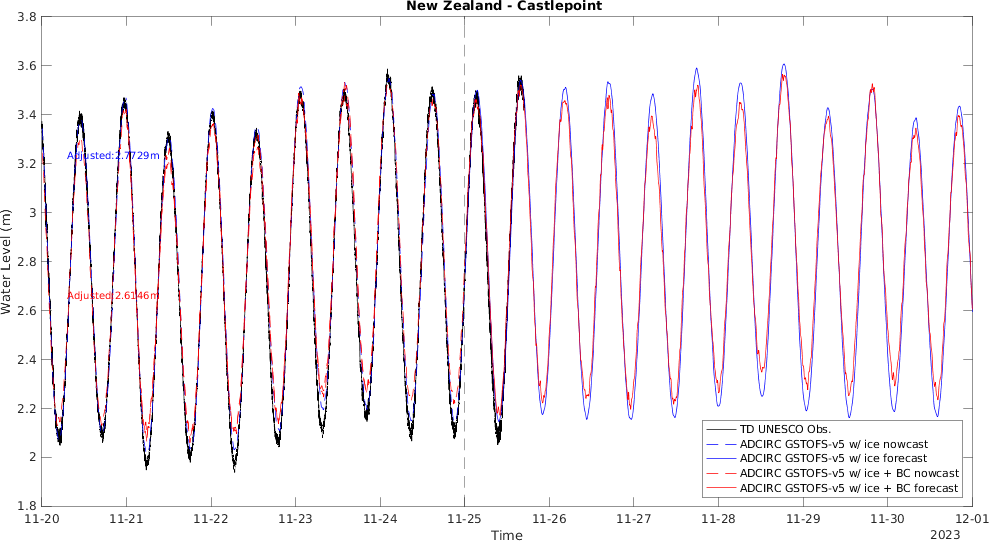 New Zealand - Castlepoint
3.8
3.6
3.4
3.2
3
2.8
2.6
2.4
2.2
2
1.8
Water Level (m)
Adjusted:2.7729m
Adjusted:2.6146m
TD UNESCO Obs.
ADCIRC GSTOFS-v5 w/ ice nowcast
ADCIRC GSTOFS-v5 w/ ice forecast
ADCIRC GSTOFS-v5 w/ ice + BC nowcast
ADCIRC GSTOFS-v5 w/ ice + BC forecast
11-20 11-21 11-22 11-23 11-24 11-25 11-26 11-27 11-28 11-29 11-30 12-01
Time
2023